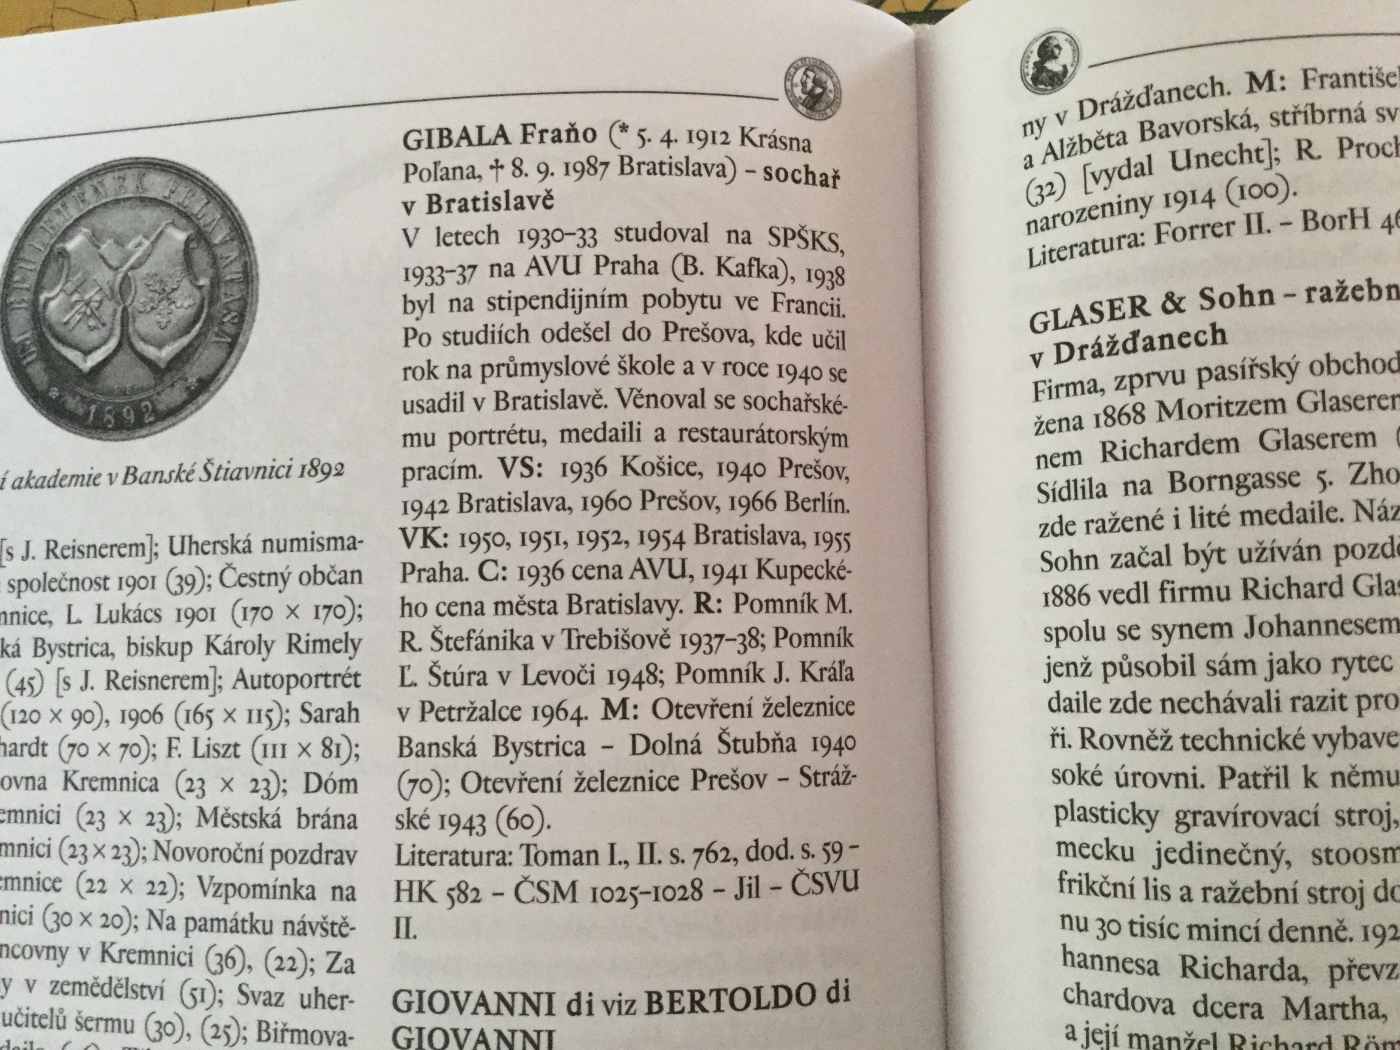 BTHLETENEK FELAVATÁSA
1892
í akademie v Banské Štiavnici 1892
[s J. Reisnerem]; Uherská numisma-
společnost 1901 (39); Čestný občan
L. Lukács 1901 (170 × 170);
ká Bystrica, biskup Károly Rimely
(45) [s J. Reisnerem]; Autoportrét
(120 × 90), 1906 (165 × 115); Sarah
hardt (70 × 70); F. Liszt (111 × 81);
ovna Kremnica (23 × 23); Dóm
emnici (23 × 23); Městská brána
mnici (23 × 23); Novoroční pozdrav
emnice (22 × 22); Vzpomínka na
nici (30 × 20); Na památku návště-
ncovny v Kremnici (36), (22); Za
y v zemědělství (51); Svaz uher-
učitelů šermu (30), (25); Biřmova-
GIBALA Fraňo (* 5. 4. 1912 Krásna
Poľana, † 8. 9. 1987 Bratislava) – sochař
v Bratislavě
V letech 1930–33 studoval na SPŠKS,
1933–37 na AVU Praha (B. Kafka), 1938
byl na stipendijním pobytu ve Francii.
Po studiích odešel do Prešova, kde učil
rok na průmyslové škole a v roce 1940 se
usadil v Bratislavě. Věnoval se sochařské-
mu portrétu, medaili a restaurátorským
pracím. VS: 1936 Košice, 1940 Prešov,
1942 Bratislava, 1960 Prešov, 1966 Berlín.
VK: 1950, 1951, 1952, 1954 Bratislava, 1955
Praha. C: 1936 cena AVU, 1941 Kupecké-
ho cena města Bratislavy. R: Pomník M.
R. Štefánika v Trebišově 1937–38; Pomník
Ľ. Štúra v Levoči 1948; Pomník J. Kráľa
v Petržalce 1964. M: Otevření železnice
Banská Bystrica – Dolná Štubňa 1940
(70); Otevření železnice Prešov – Stráž-
ské 1943 (60).
Literatura: Toman I., II. s. 762, dod. s. 59 –
HK 582 – ČSM 1025–1028 – Jil – ČSVU
II.
GIOVANNI di viz BERTOLDO di
GIOVANNI
ny v Drážďanech. M: Františe
a Alžběta Bavorská, stříbrná sv
(32) [vydal Unecht]; R. Proch
narozeniny 1914 (100).
Literatura: Forrer II. – BorH 46
GLASER & Sohn – ražebn
v Drážďanech
Firma, zprvu pasířský obchod
žena 1868 Moritzem Glaserem
nem Richardem Glaserem (
Sídlila na Borngasse 5. Zho
zde ražené i lité medaile. Náz
Sohn začal být užíván pozdě
1886 vedl firmu Richard Glas
spolu se synem Johannesem
jenž působil sám jako rytec
daile zde nechávali razit pro
ři. Rovněž technické vybave
soké úrovni. Patřil k němu
plasticky gravírovací stroj,
mecku jedinečný, stoosm
frikční lis a ražební stroj do
nu 30 tisíc mincí denně. 192
hannesa Richarda, převz
chardova dcera Martha,
a její manžel Richard Röm